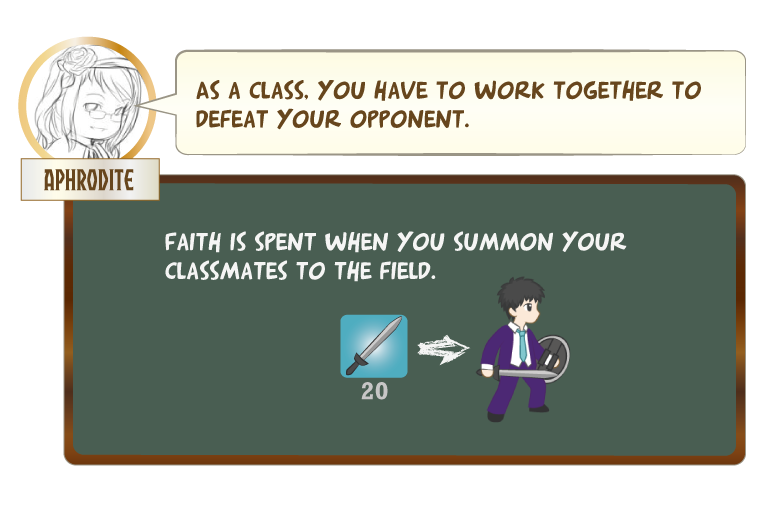 AS A CLASS, YOU HAVE TO WORK TOGETHER TO
DEFEAT YOUR OPPONENT.
APHRODITE
FAITH IS SPENT WHEN YOU SUMMON YOUR
CLASSMATES TO THE FIELD.
20